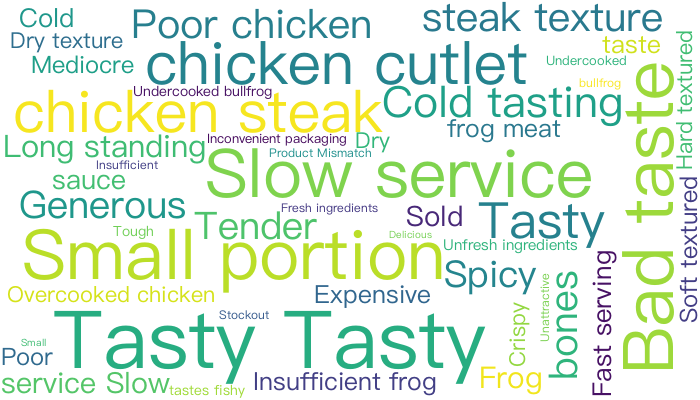 Cold
Poor chicken
steak texture
Dry texture
taste
Mediocre
chicken cutlet
Undercooked
Undercooked bullfrog
bullfrog
chicken steak
Cold tasting
frog meat
Long standing
Inconvenient packaging
Dry
Product Mismatch
Insufficient
sauce
Slow service
Bad taste
Hard textured
Soft textured
Generous
Fresh ingredients
Sold
Tasty
Tender
Tough
Delicious
Small portion
Unfresh ingredients
Spicy
Overcooked chicken
Expensive
Unattractive
bones
Fast serving
Crispy
Stockout
Tasty Tasty
Small
Poor
Frog
service Slow
tastes fishy
Insufficient frog